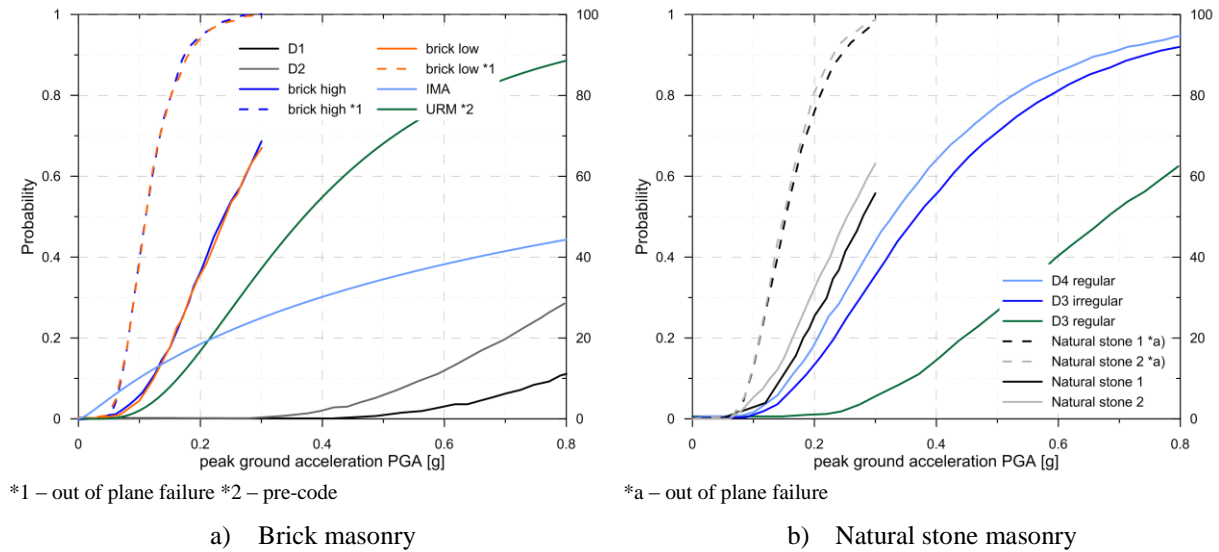 1
0.8
0.6
0.4
0.2
0
Probability
100
80
60
40
20
0
0
0.2
0.4
0.6
0.8
peak ground acceleration PGA [g]
D1
D2
brick high
brick high *1
brick low
brick low *1
IMA
URM *2
*1 – out of plane failure *2 – pre-code
a) Brick masonry
1
0.8
0.6
0.4
0.2
0
Probability
100
80
60
40
20
0
0
0.2
0.4
0.6
0.8
peak ground acceleration PGA [g]
D4 regular
D3 irregular
D3 regular
Natural stone 1 *a)
Natural stone 2 *a)
Natural stone 1
Natural stone 2
*a – out of plane failure
b) Natural stone masonry